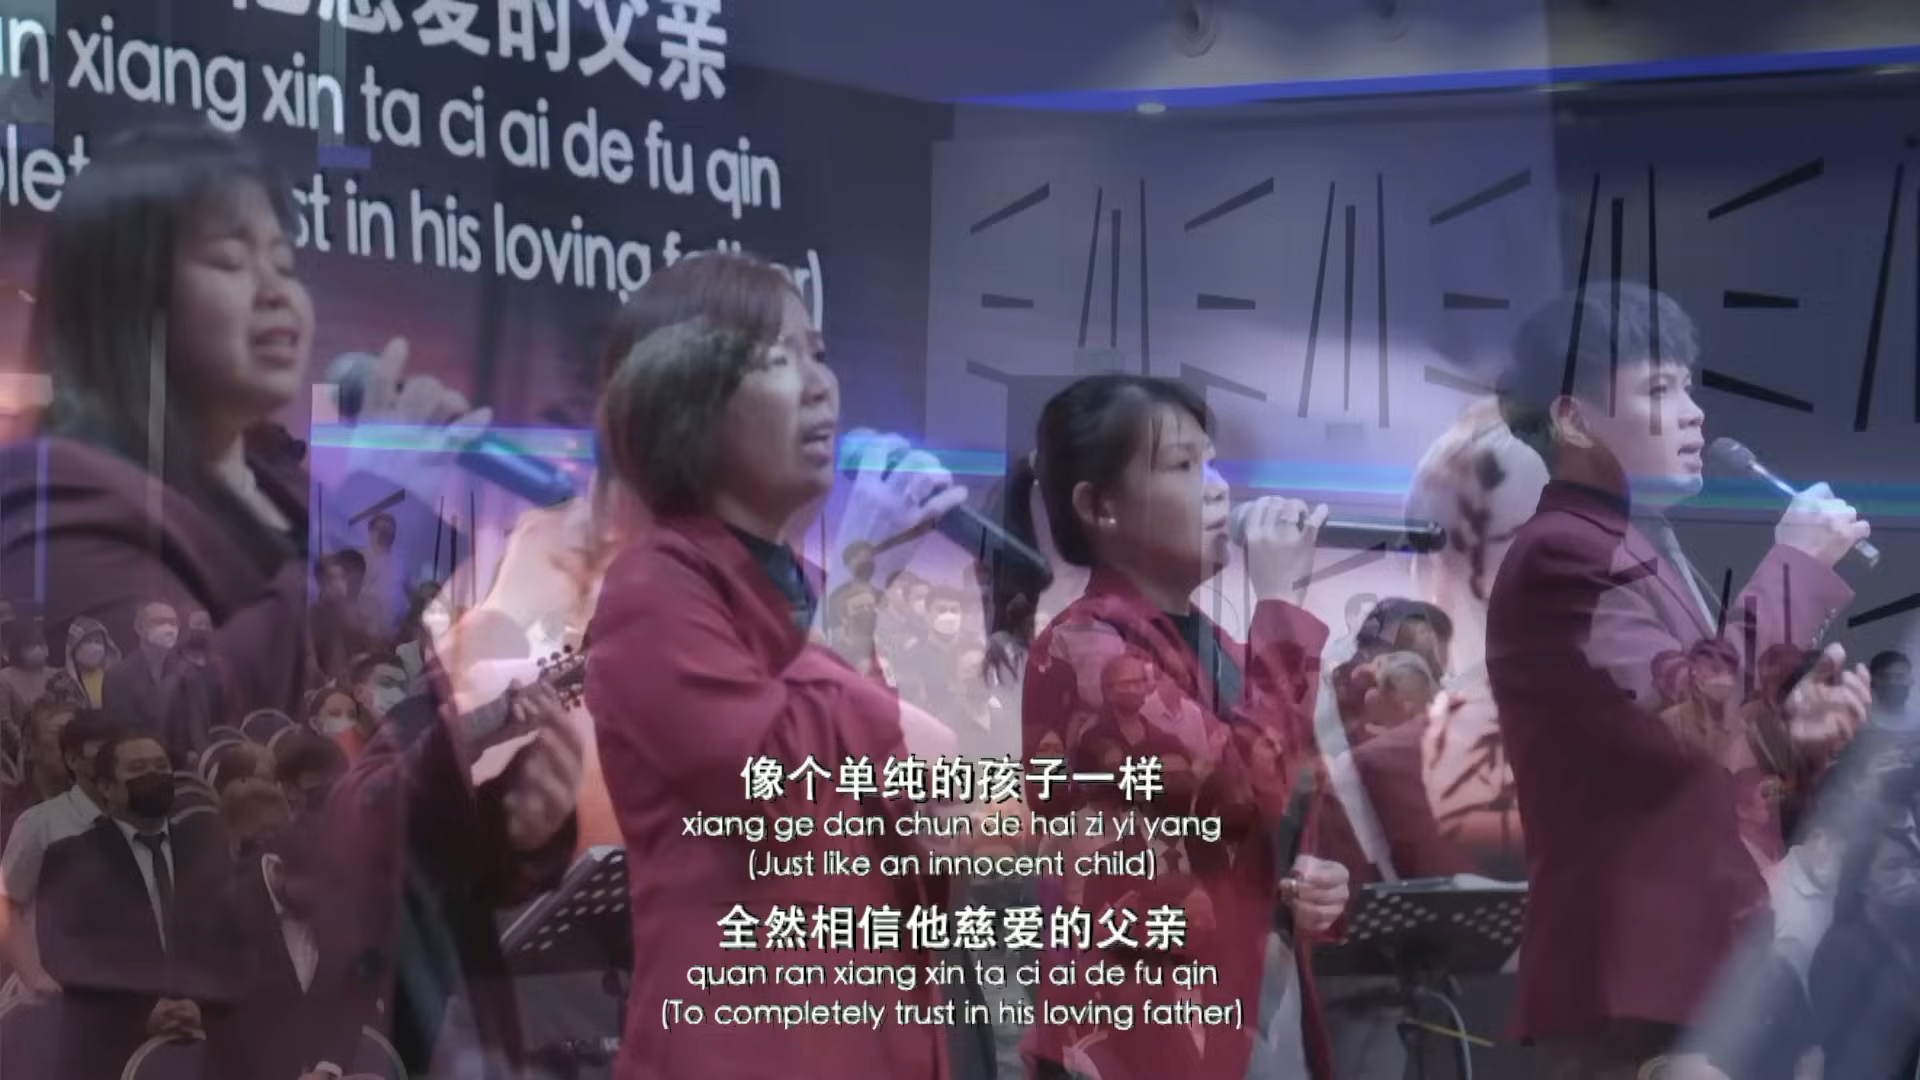 慈爱的父亲
xiang xin ta ci ai de fu qin
in his loving
像个单纯的孩子一样
xiang ge dan chun de hai zi yi yang
(Just like an innocent child)
全然相信他慈爱的父亲
quan ran xiang xin ta ci ai de fu qin
(To completely trust in his loving father)